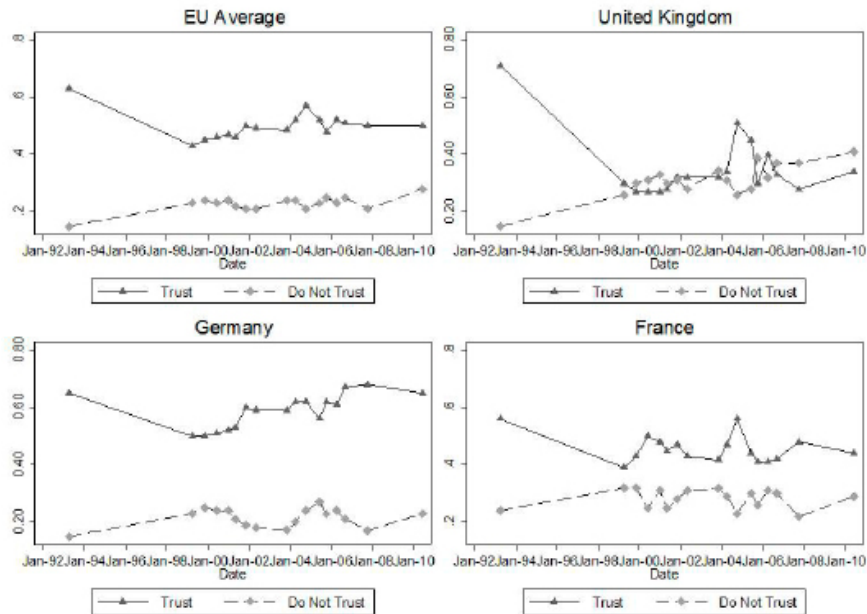 EU Average
.8
.6
.4
.2
Jan-92Jan-94Jan-96Jan-98Jan-00Jan-02Jan-04Jan-06Jan-08Jan-10
Date
Trust Do Not Trust
United Kingdom
0.80
0.60
0.40
0.20
Jan-92Jan-94Jan-96Jan-98Jan-00Jan-02Jan-04Jan-06Jan-08Jan-10
Date
Trust Do Not Trust
Germany
0.80
0.60
0.40
0.20
Jan-92Jan-94Jan-96Jan-98Jan-00Jan-02Jan-04Jan-06Jan-08Jan-10
Date
Trust Do Not Trust
France
.8
.6
.4
.2
Jan-92Jan-94Jan-96Jan-98Jan-00Jan-02Jan-04Jan-06Jan-08Jan-10
Date
Trust Do Not Trust